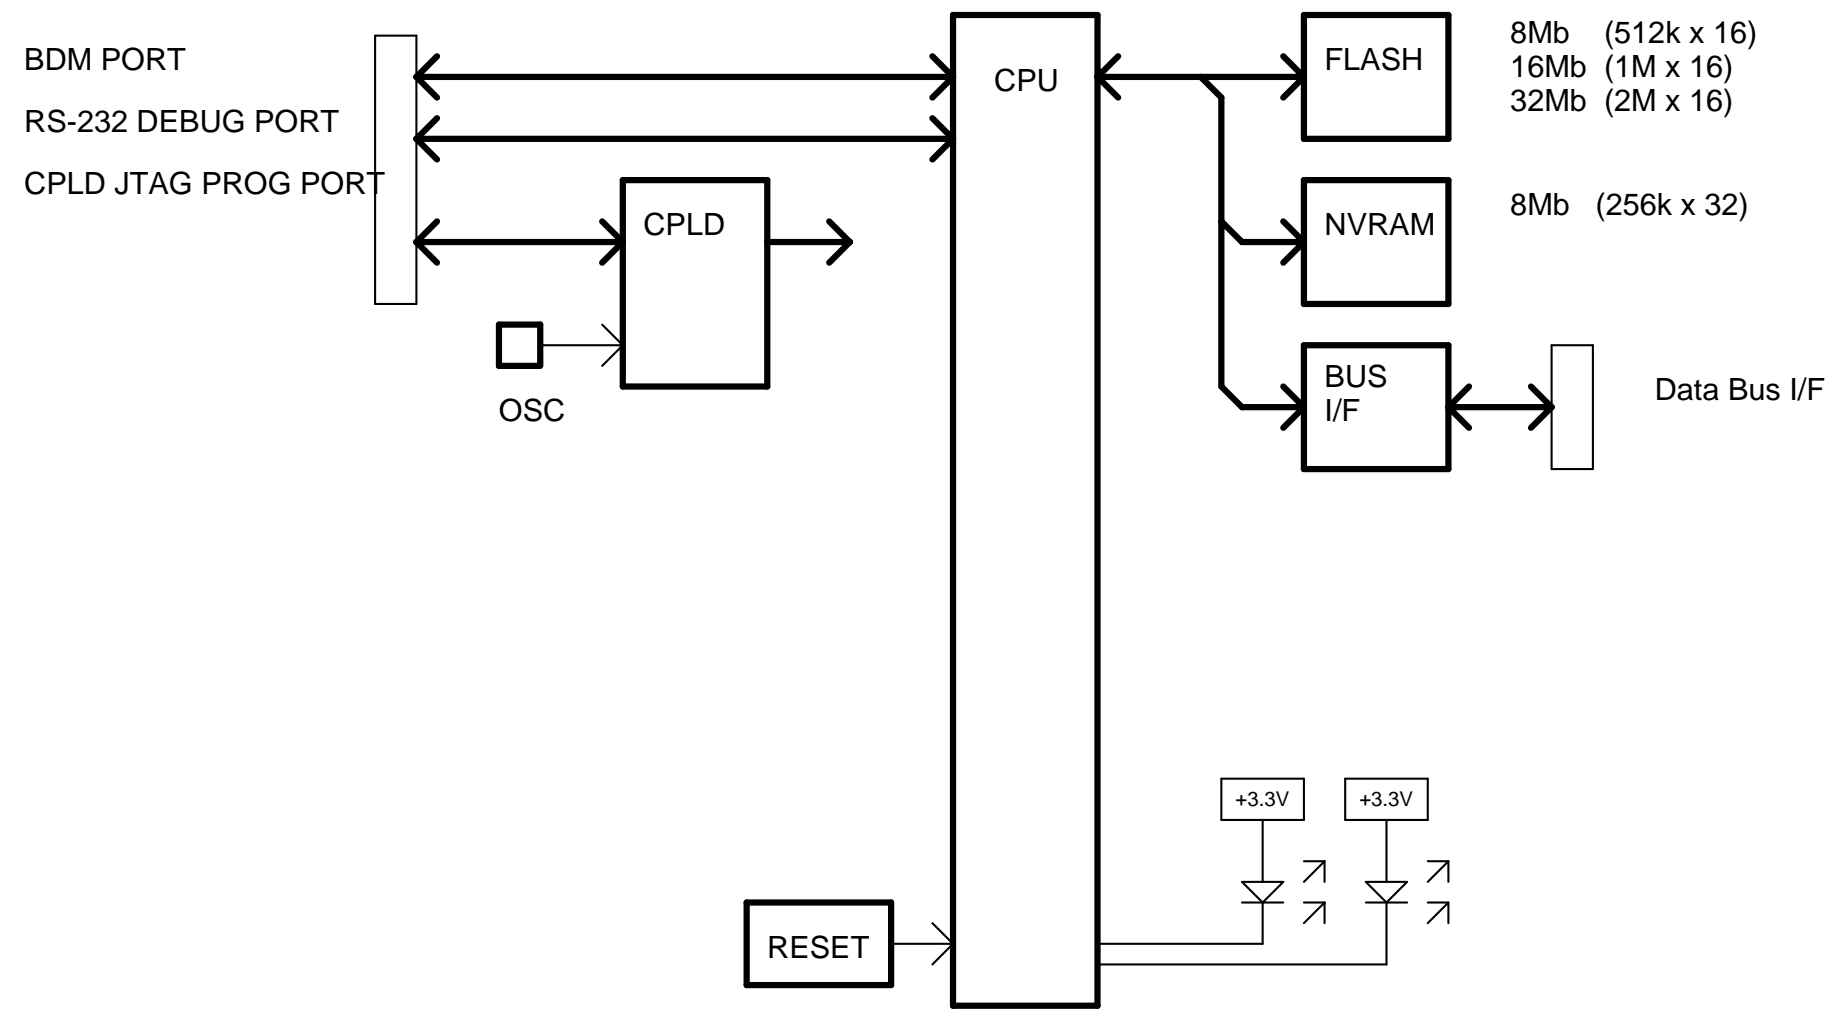 BDM PORT
RS-232 DEBUG PORT
CPLD JTAG PROG PORT
CPLD
OSC
CPU
RESET
FLASH
8Mb (512k x 16)
16Mb (1M x 16)
32Mb (2M x 16)
NVRAM
8Mb (256k x 32)
BUS
I/F
Data Bus I/F
+3.3V
+3.3V